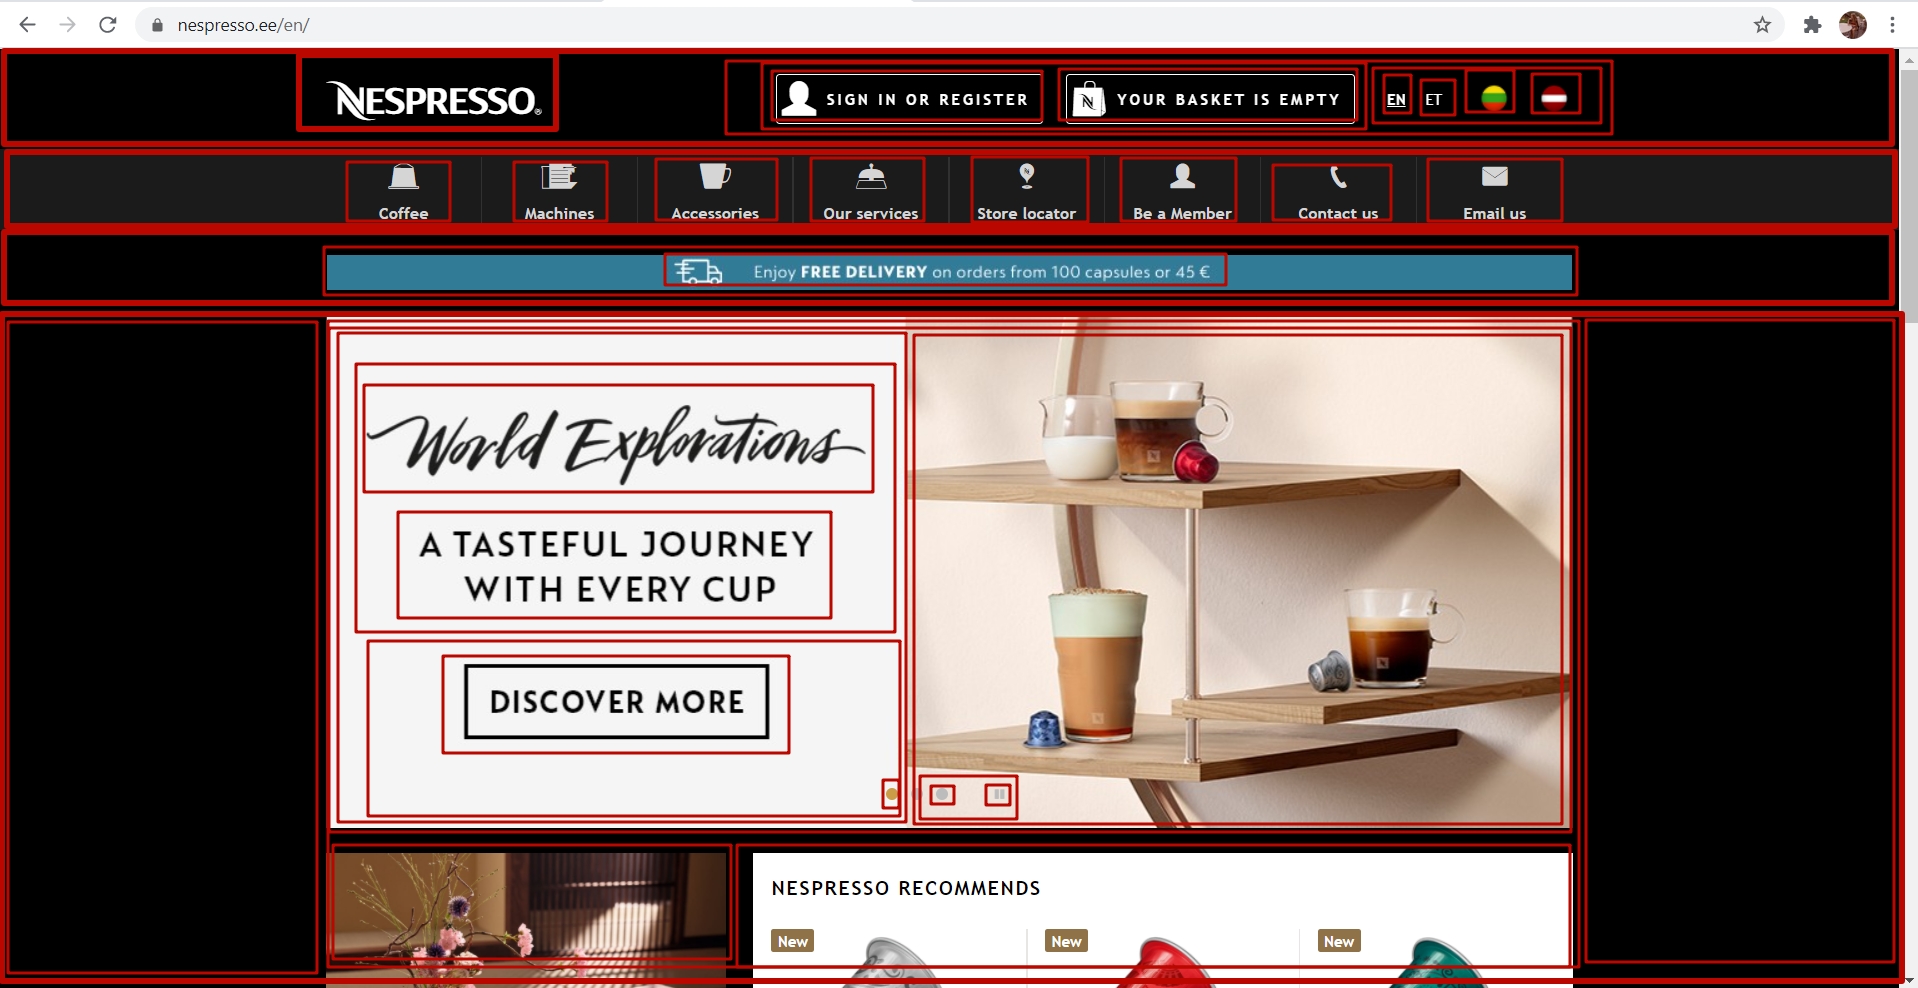 nespresso.ee/en/
NESPRESSO.
SIGN IN OR REGISTER
YOUR BASKET IS EMPTY
EN
ET
Coffee
Machines
Accessories
Our services
Store locator
Be a Member
Contact us
Email us
Enjoy FREE DELIVERY on orders from 100 capsules or 45 €
World Explorations
A TASTEFUL JOURNEY
WITH EVERY CUP
DISCOVER MORE
NESPRESSO RECOMMENDS
New
New
New